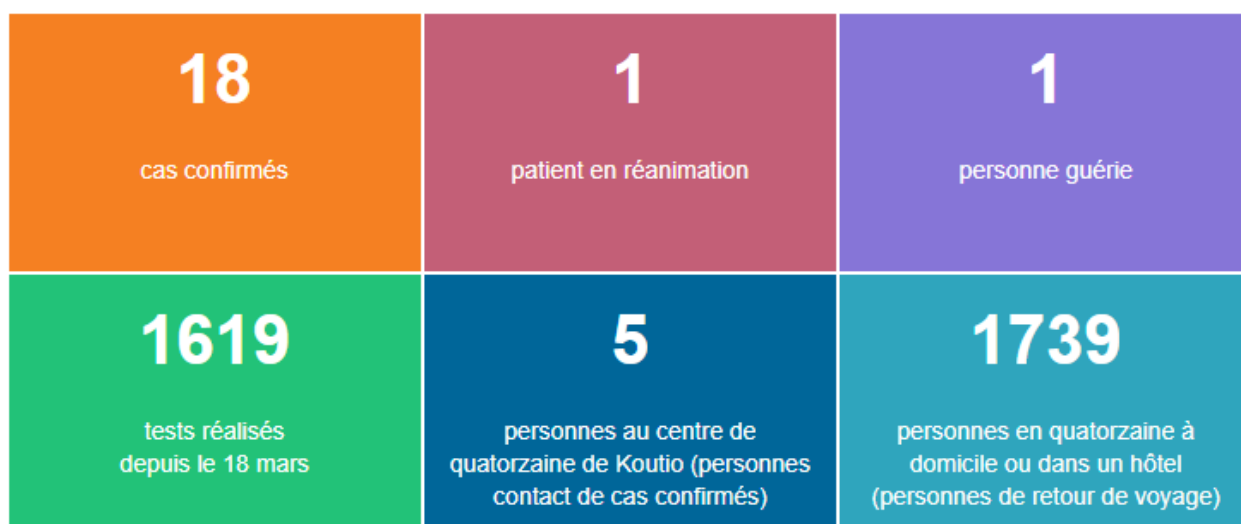 18
cas confirmés
1
patient en réanimation
1
personne guérie
1619
tests réalisés
depuis le 18 mars
5
personnes au centre de
quatorzaine de Koutio (personnes
contact de cas confirmés)
1739
personnes en quatorzaine à
domicile ou dans un hôtel
(personnes de retour de voyage)